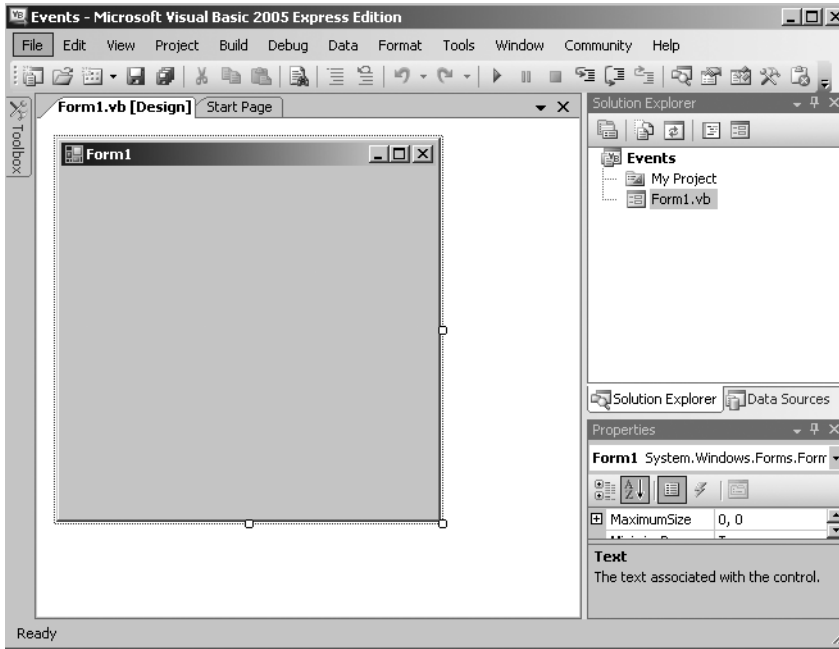 Events - Microsoft Visual Basic 2005 Express Edition
File Edit View Project Build Debug Data Format Tools Window Community Help
Toolbox
Form1.vb [Design] Start Page
Form1
Solution Explorer
Events
My Project
Form1.vb
Solution Explorer Data Sources
Properties
Form1 System.Windows.Forms.Form
MaximumSize 0, 0
Text
The text associated with the control.
Ready